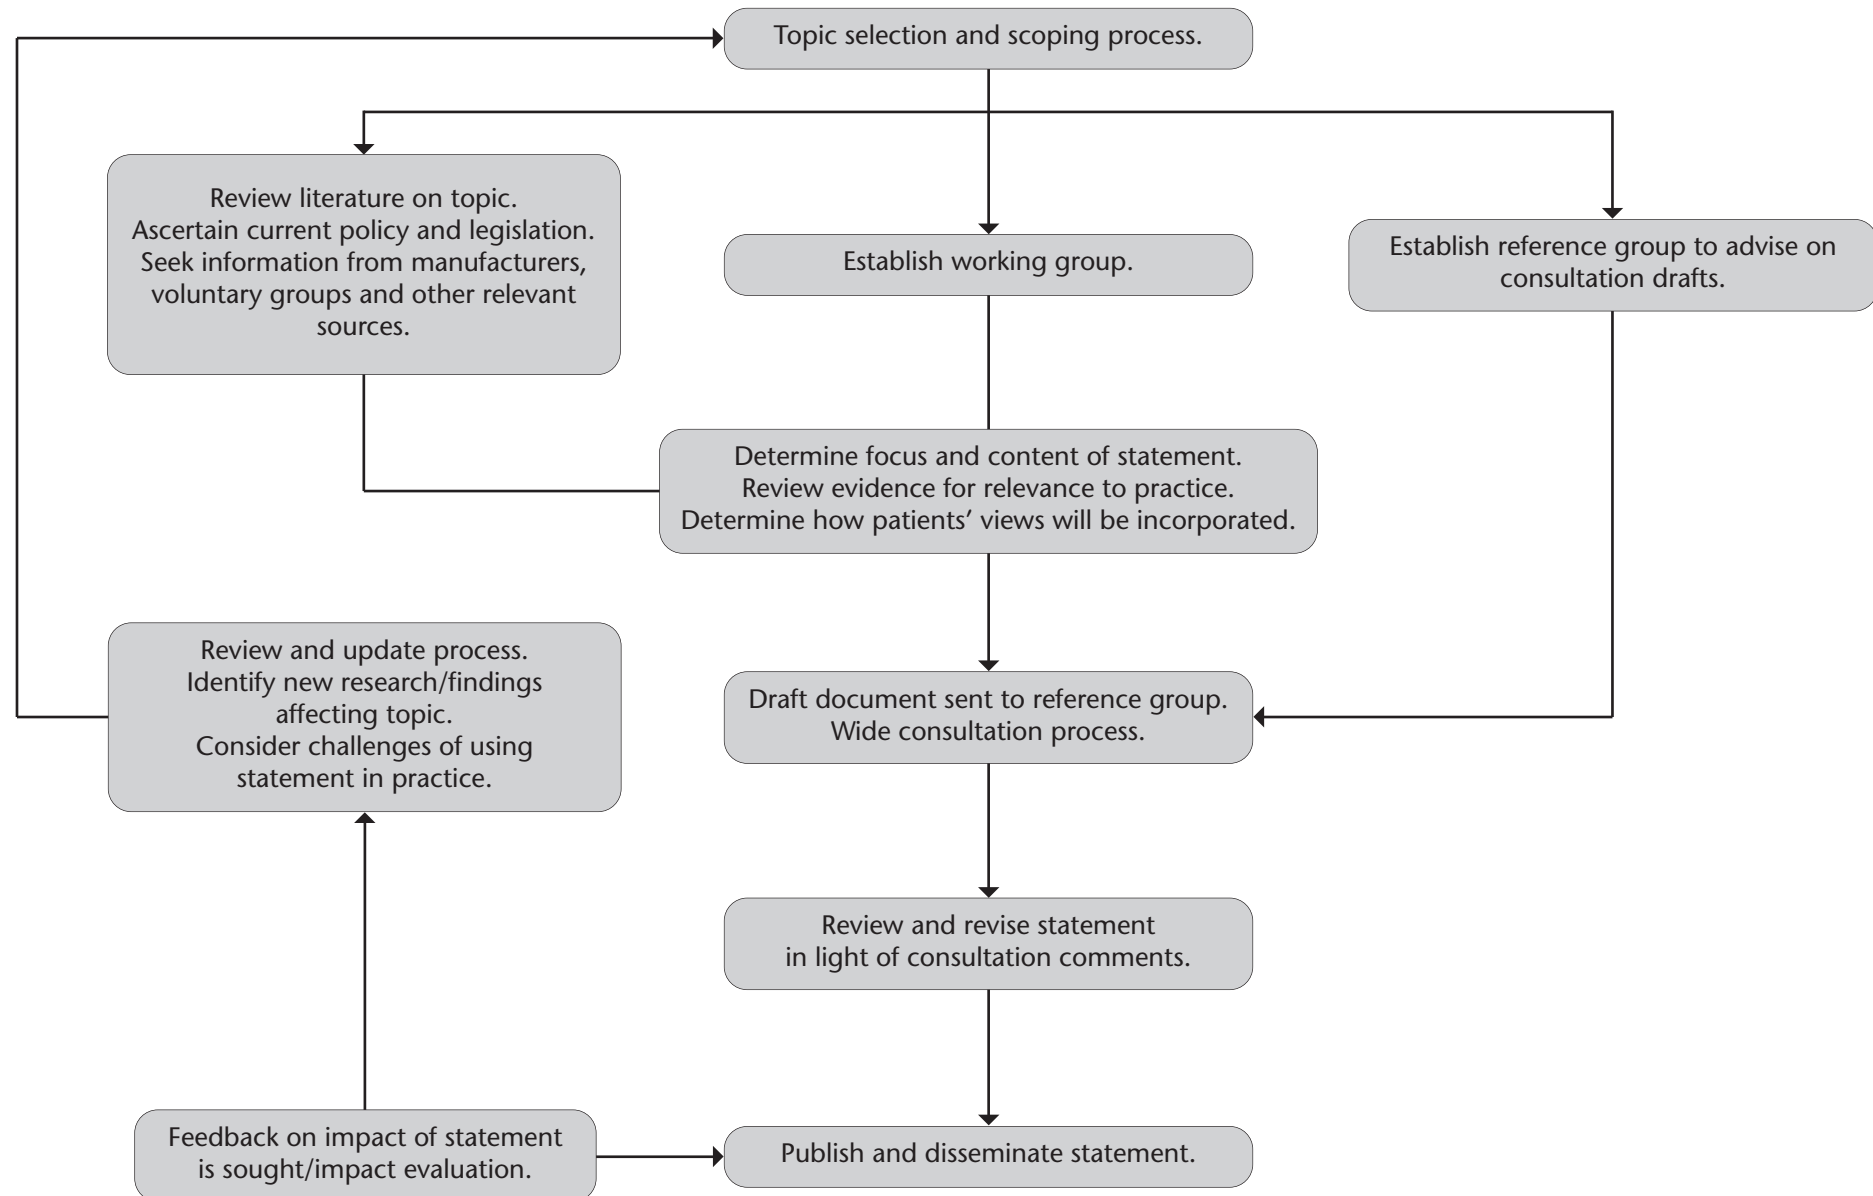 Topic selection and scoping process.
Review literature on topic.
Ascertain current policy and legislation.
Seek information from manufacturers,
voluntary groups and other relevant
sources.
Establish working group.
Establish reference group to advise on
consultation drafts.
Determine focus and content of statement.
Review evidence for relevance to practice.
Determine how patients’ views will be incorporated.
Review and update process.
Identify new research/findings
affecting topic.
Consider challenges of using
statement in practice.
Draft document sent to reference group.
Wide consultation process.
Review and revise statement
in light of consultation comments.
Feedback on impact of statement
is sought/impact evaluation.
Publish and disseminate statement.